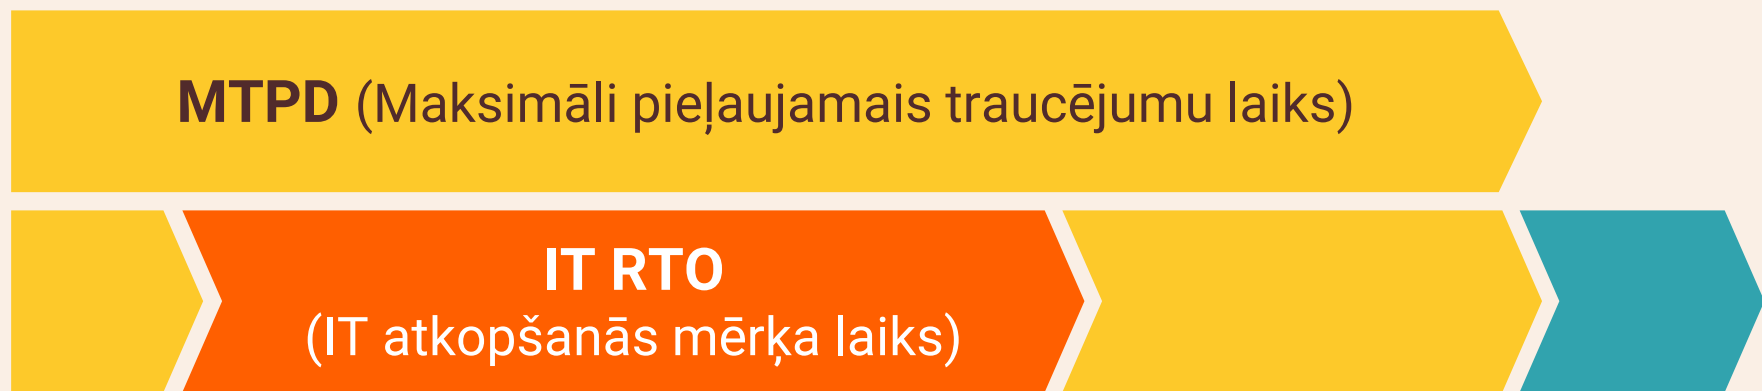 MTPD (Maksimāli pieļaujamais traucējumu laiks)
IT RTO
(IT atkopšanās mērķa laiks)